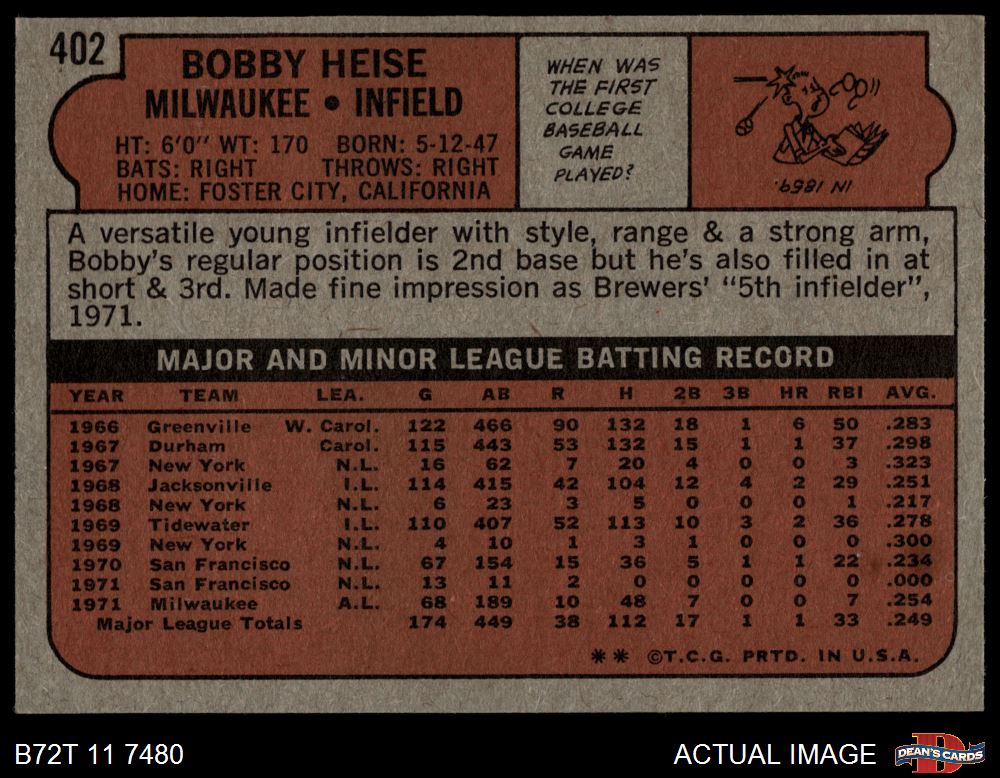 402
BOBBY HEISE
MILWAUKEE • INFIELD
HT: 6'0" WT: 170 BORN: 5-12-47
BATS: RIGHT THROWS: RIGHT
HOME: FOSTER CITY, CALIFORNIA
WHEN WAS
THE FIRST
COLLEGE
BASEBALL
GAME
PLAYED?
IN 1859.
A versatile young infielder with style, range & a strong arm,
Bobby's regular position is 2nd base but he's also filled in at
short & 3rd. Made fine impression as Brewers' "5th infielder",
1971.
MAJOR AND MINOR LEAGUE BATTING RECORD
YEAR TEAM LEA. G AB R H 2B 3B HR RBI AVG.
1966 Greenville W. Carol. 122 466 90 132 18 1 6 50 .283
1967 Durham Carol. 115 443 53 132 15 1 1 37 .298
1967 New York N.L. 16 62 7 20 4 0 0 3 .323
1968 Jacksonville I.L. 114 415 42 104 12 4 2 29 .251
1968 New York N.L. 6 23 3 5 0 0 0 1 .217
1969 Tidewater I.L. 110 407 52 113 10 3 2 36 .278
1969 New York N.L. 4 10 1 3 1 0 0 0 .300
1970 San Francisco N.L. 67 154 15 36 5 1 1 22 .234
1971 San Francisco N.L. 13 11 2 0 0 0 0 0 .000
1971 Milwaukee A.L. 68 189 10 48 7 0 0 7 .254
Major League Totals 174 449 38 112 17 1 1 33 .249
** ©T.C.G. PRTD. IN U.S.A.
B72T 11 7480
ACTUAL IMAGE
DEAN'S CARDS